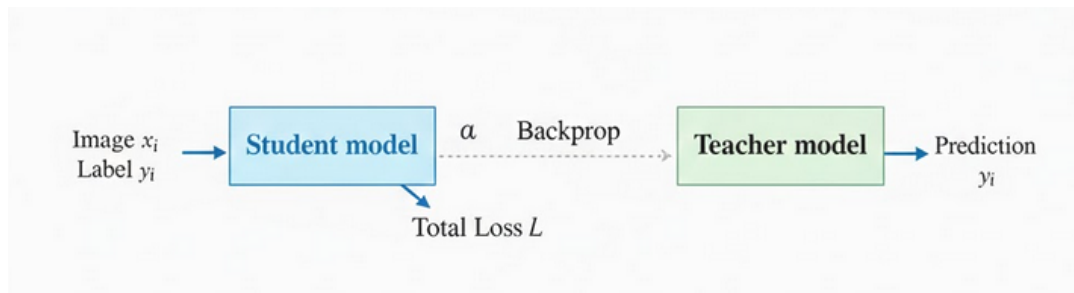 Image xᵢ
Label yᵢ
Student model
α Backprop
Total Loss L
Teacher model
Prediction
yᵢ